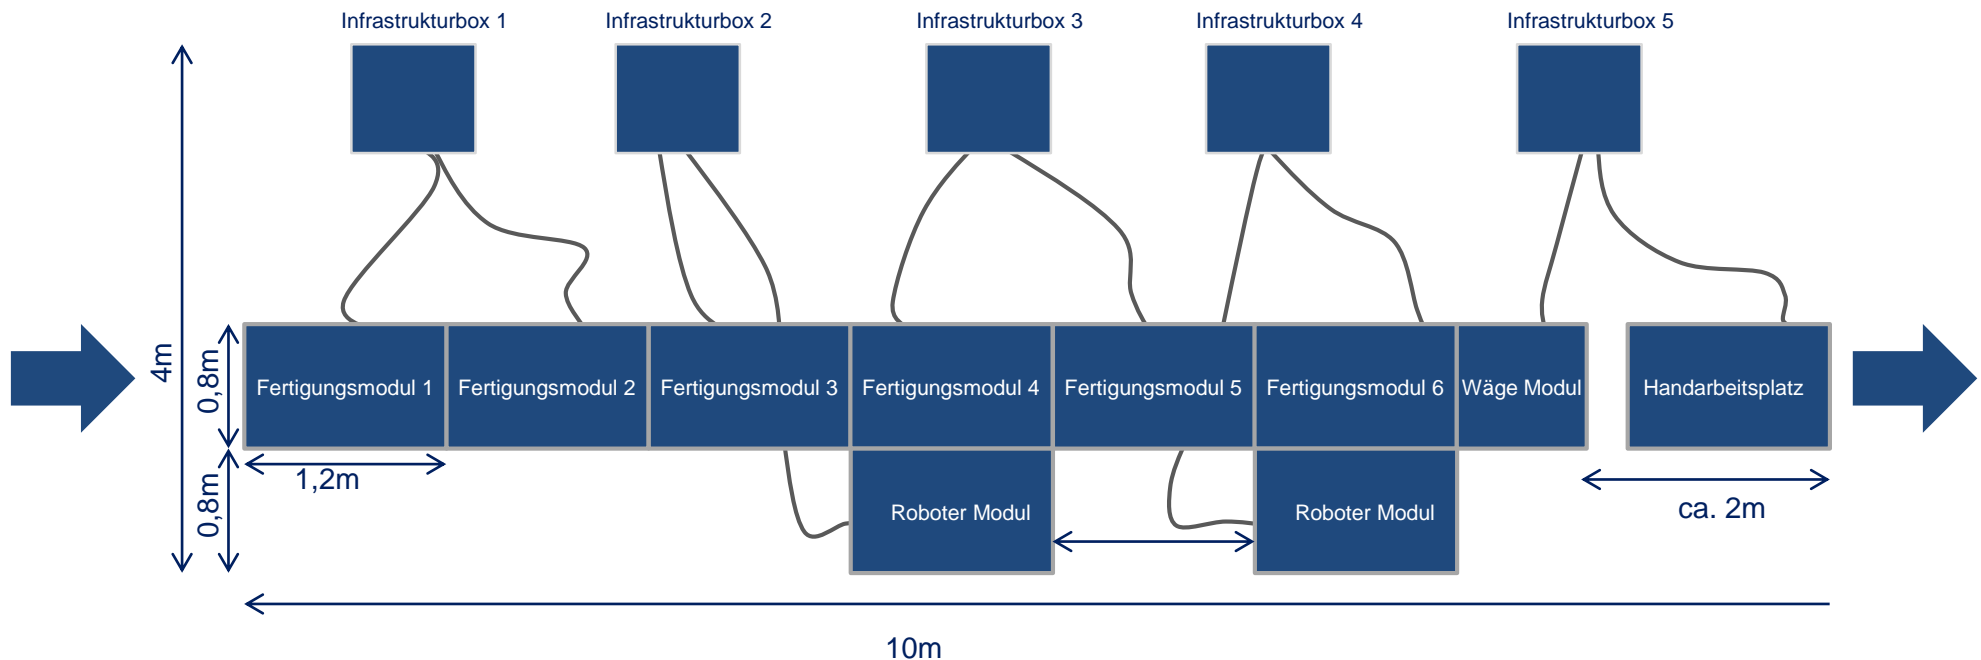 Infrastrukturbox 1
Infrastrukturbox 2
Infrastrukturbox 3
Infrastrukturbox 4
Infrastrukturbox 5
4m
0,8m
Fertigungsmodul 1
Fertigungsmodul 2
Fertigungsmodul 3
Fertigungsmodul 4
Fertigungsmodul 5
Fertigungsmodul 6
Wäge Modul
Handarbeitsplatz
1,2m
0,8m
Roboter Modul
Roboter Modul
ca. 2m
10m